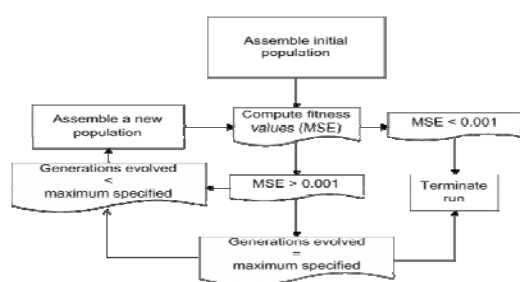 Assemble initial
population
Assemble a new
population
Compute fitness
values (MSE)
MSE < 0.001
Generations evolved
<
maximum specified
MSE > 0.001
Terminate
run
Generations evolved
=
maximum specified